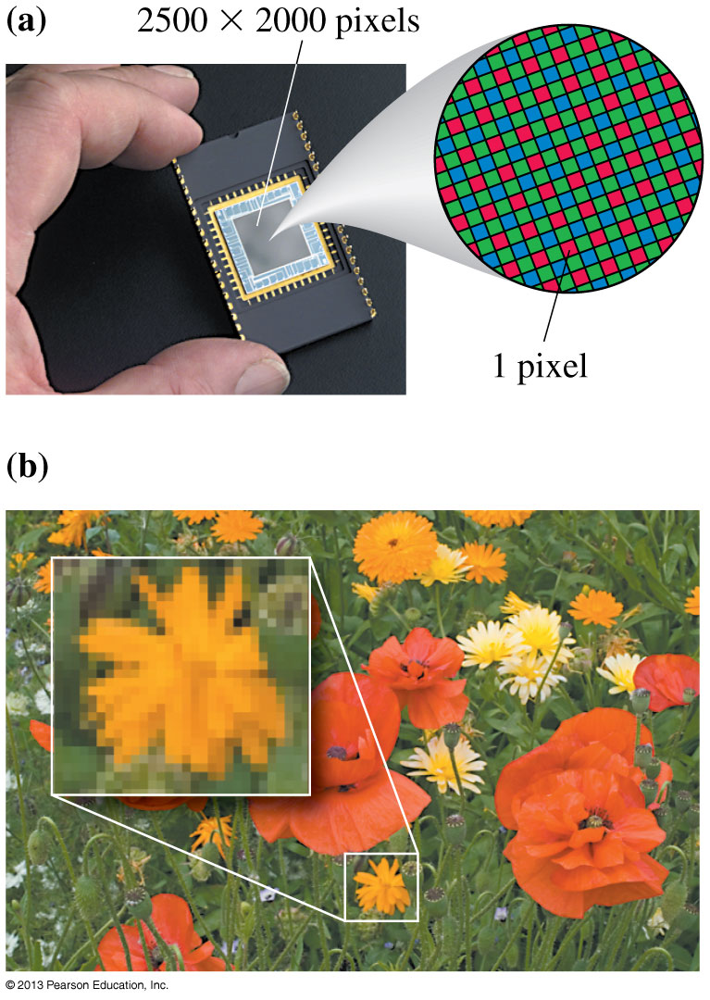 (a)
2500 × 2000 pixels
1 pixel
(b)
© 2013 Pearson Education, Inc.